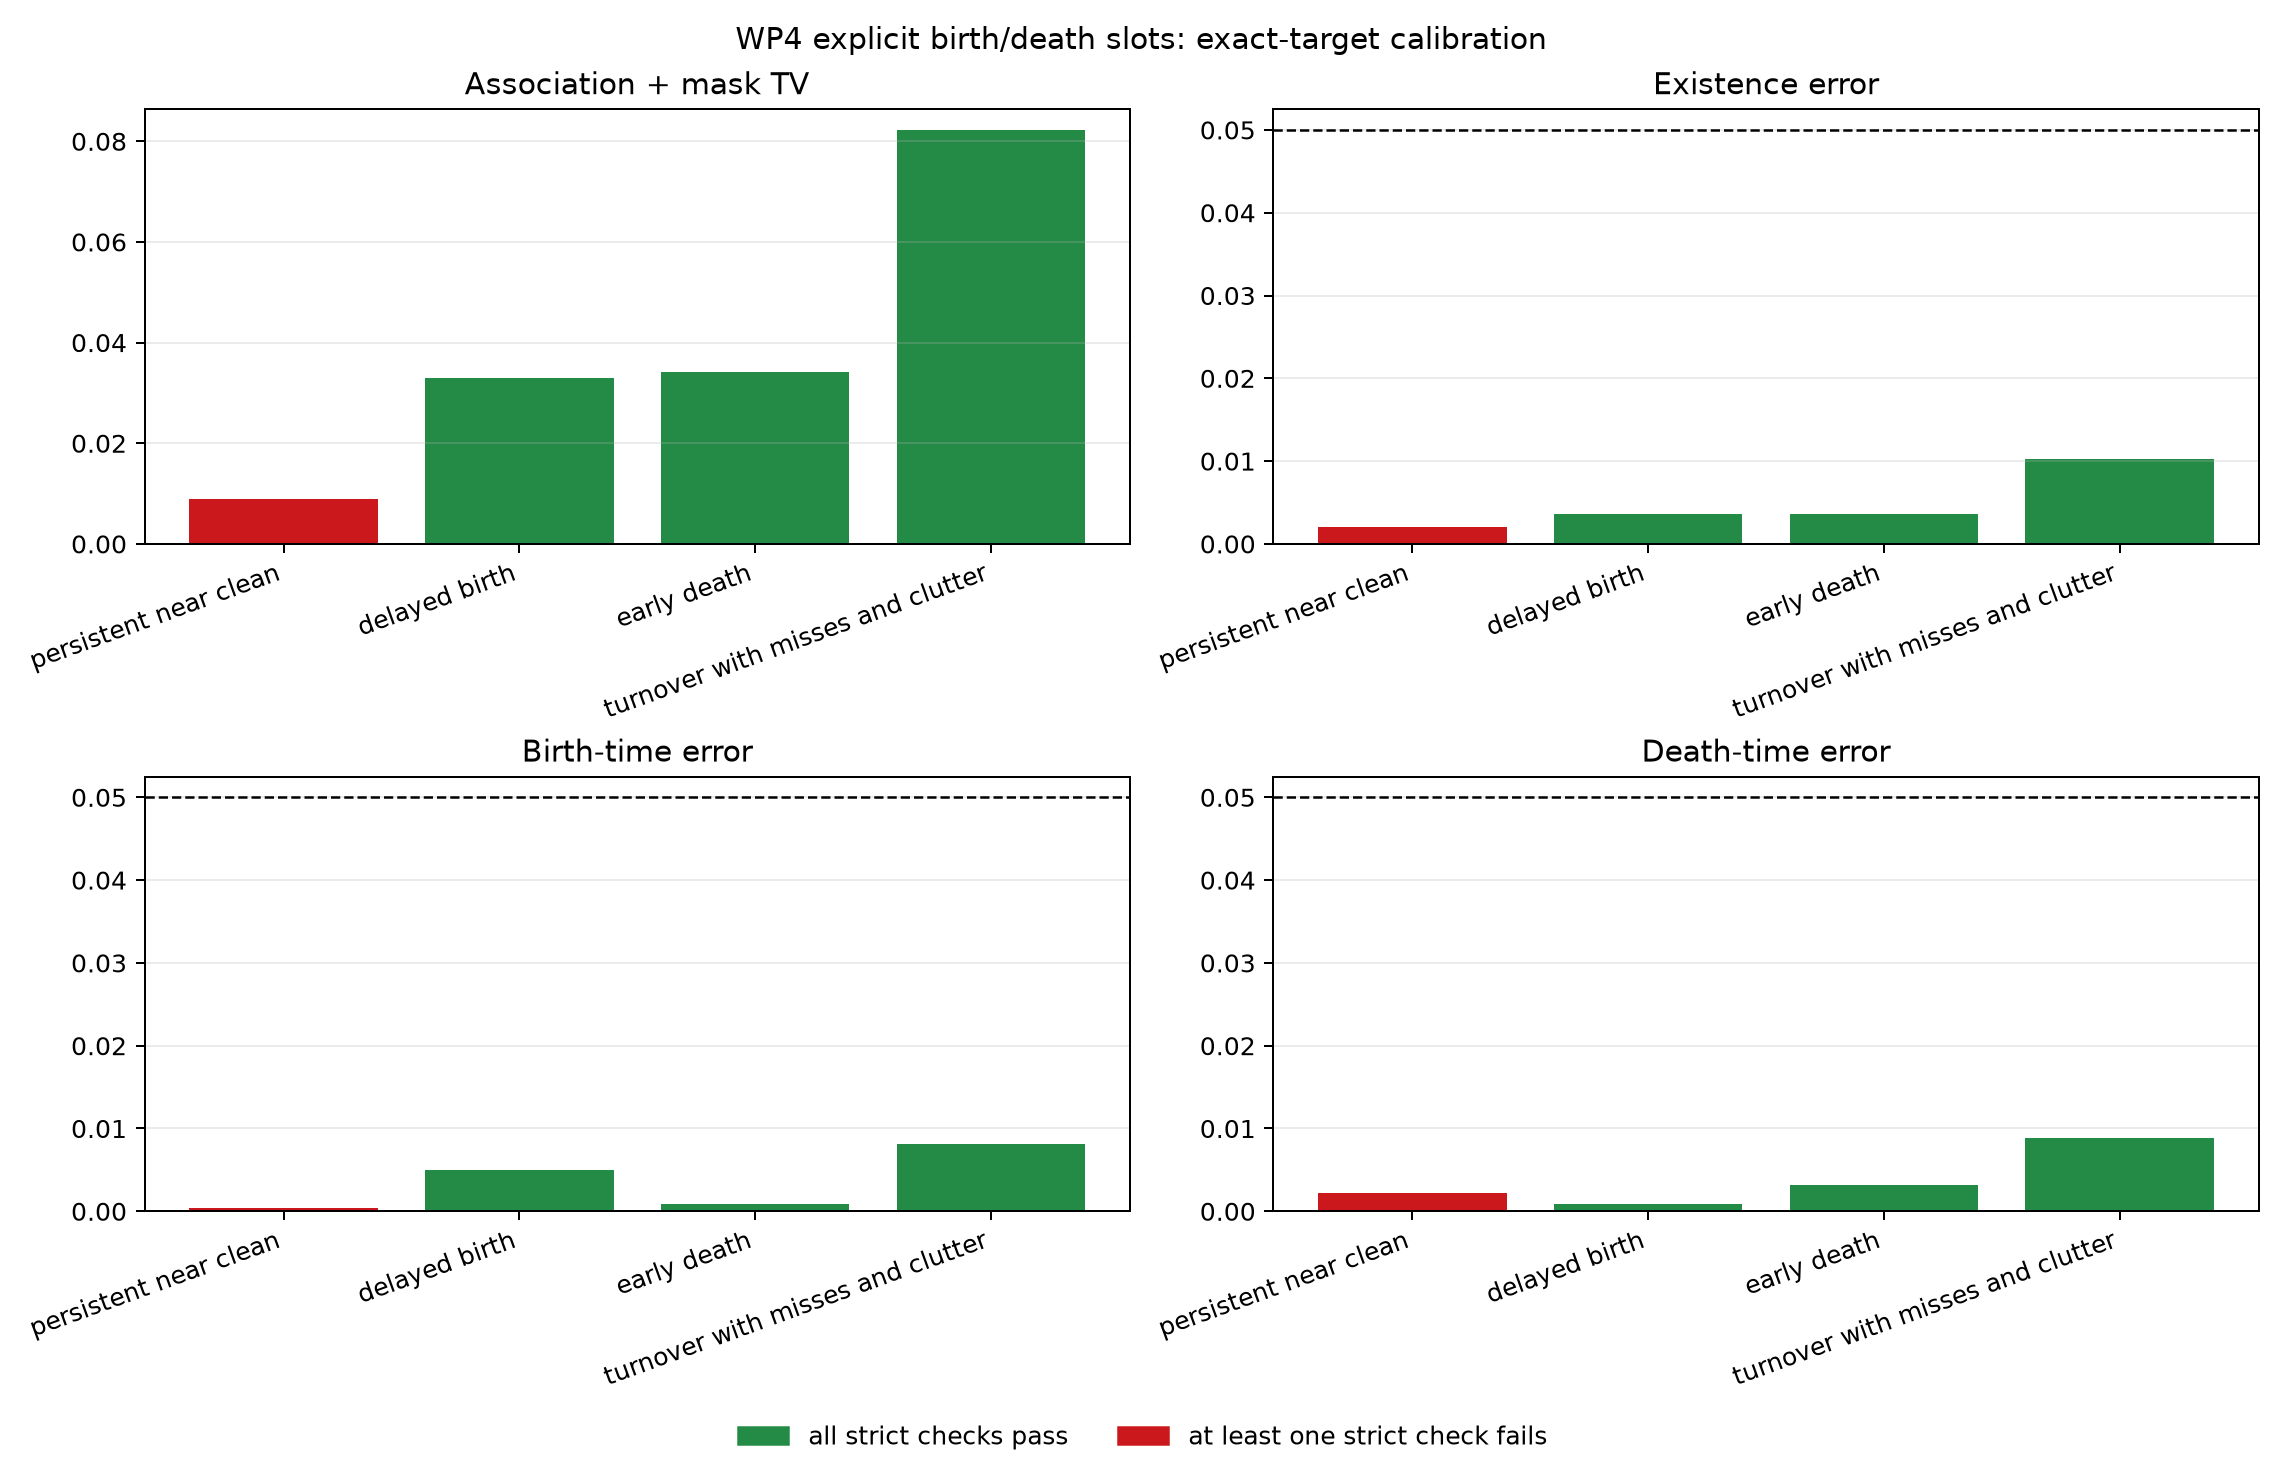 WP4 explicit birth/death slots: exact-target calibration
Association + mask TV
0.08
0.06
0.04
0.02
0.00
persistent near clean
delayed birth
early death
turnover with misses and clutter
Existence error
0.05
0.04
0.03
0.02
0.01
0.00
persistent near clean
delayed birth
early death
turnover with misses and clutter
Birth-time error
0.05
0.04
0.03
0.02
0.01
0.00
persistent near clean
delayed birth
early death
turnover with misses and clutter
Death-time error
0.05
0.04
0.03
0.02
0.01
0.00
persistent near clean
delayed birth
early death
turnover with misses and clutter
all strict checks pass
at least one strict check fails